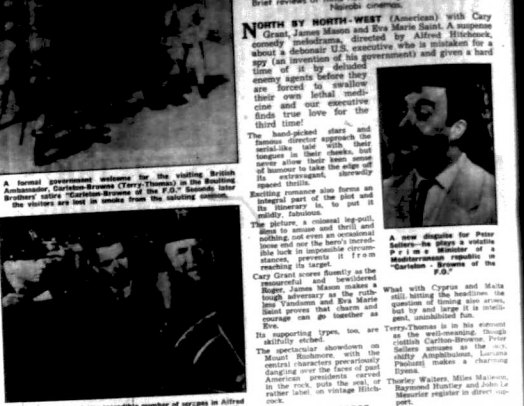 Brief reviews of
Nairobi cinemas.
NORTH BY NORTH-WEST (American) with Cary
Grant, James Mason and Eva Marie Saint. A suspense
comedy melodrama, directed by Alfred Hitchcock,
about a debonair U.S. executive who is mistaken for a
spy (an invention of his government) and given a hard
time of it by deluded
enemy agents before they
are forced to swallow
their own lethal medi-
cine and our executive
finds true love for the
third time!
The hand-picked stars and
famous director approach the
serial-like tale with their
tongues in their cheeks, but
never allow their keen sense
of humour to take the edge off
its extravagant, shrewdly
spaced thrills.
Exciting romance also forms an
integral part of the plot and
its itinerary is, to put it
mildly, fabulous.
The picture, a colossal leg-pull,
aims to amuse and thrill and
nothing, not even an occasional
loose end nor the hero's incred-
ible luck in impossible circum-
stances, prevents it from
reaching its target.
Cary Grant scores fluently as the
resourceful and bewildered
Roger, James Mason makes a
tough adversary as the ruth-
less Vandamm and Eva Marie
Saint proves that charm and
courage can go together as
Eve.
Its supporting types, too, are
skilfully etched.
The spectacular showdown on
Mount Rushmore, with the
central characters precariously
dangling over the faces of past
American presidents carved
in the rock, puts the seal, or
rather label, on vintage Hitch-
cock.
A formal government welcome for the visiting British
Ambassador, Carleton-Browne (Terry-Thomas) in the Boulting
Brothers' satire "Carleton-Browne of the F.O." Seconds later
the visitors are lost in smoke from the saluting cannon.
number of scrapes in Alfred
A new disguise for Peter
Sellers—he plays a volatile
Prime Minister of a
Mediterranean republic in
"Carleton - Browne of the
F.O."
What with Cyprus and Malta
still hitting the headlines the
question of timing also arises,
but by and large it is intelli-
gent, uninhibited fun.
Terry-Thomas is in his element
as the well-meaning, though
clottish Carlton-Browne, Peter
Sellers amuses as the
shifty Amphibulos, Luciana
Paoluzzi makes a charming
Ilyena.
Thorley Walters, Miles Malleson,
Raymond Huntley and John Le
Mesurier register in direct sup-
port.